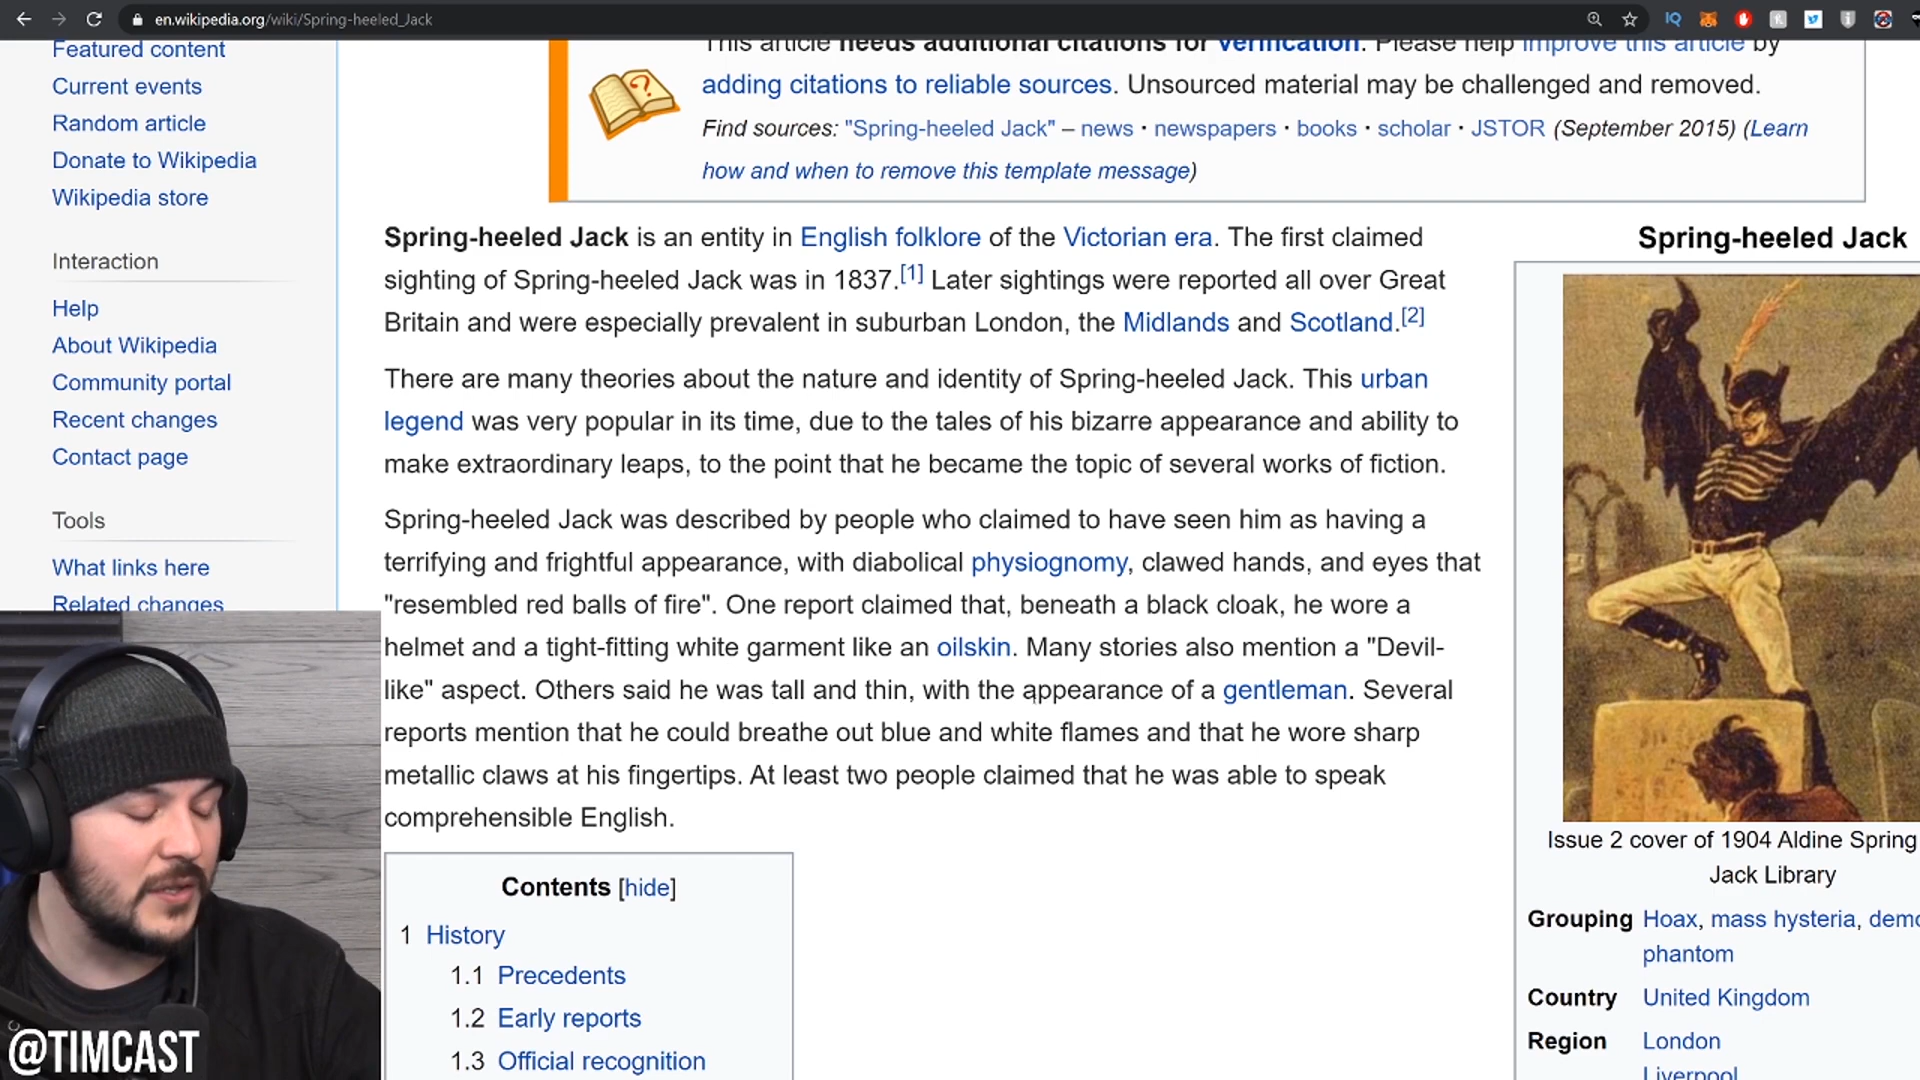 en.wikipedia.org/wiki/Spring-heeled_Jack
Featured content
Current events
Random article
Donate to Wikipedia
Wikipedia store
Interaction
Help
About Wikipedia
Community portal
Recent changes
Contact page
Tools
What links here
Related changes
This article needs additional citations for verification. Please help improve this article by
adding citations to reliable sources. Unsourced material may be challenged and removed.
Find sources: "Spring-heeled Jack" – news · newspapers · books · scholar · JSTOR (September 2015) (Learn
how and when to remove this template message)
Spring-heeled Jack is an entity in English folklore of the Victorian era. The first claimed
sighting of Spring-heeled Jack was in 1837.[1] Later sightings were reported all over Great
Britain and were especially prevalent in suburban London, the Midlands and Scotland.[2]
There are many theories about the nature and identity of Spring-heeled Jack. This urban
legend was very popular in its time, due to the tales of his bizarre appearance and ability to
make extraordinary leaps, to the point that he became the topic of several works of fiction.
Spring-heeled Jack was described by people who claimed to have seen him as having a
terrifying and frightful appearance, with diabolical physiognomy, clawed hands, and eyes that
"resembled red balls of fire". One report claimed that, beneath a black cloak, he wore a
helmet and a tight-fitting white garment like an oilskin. Many stories also mention a "Devil-
like" aspect. Others said he was tall and thin, with the appearance of a gentleman. Several
reports mention that he could breathe out blue and white flames and that he wore sharp
metallic claws at his fingertips. At least two people claimed that he was able to speak
comprehensible English.
Contents [hide]
1 History
1.1 Precedents
1.2 Early reports
1.3 Official recognition
Spring-heeled Jack
Issue 2 cover of 1904 Aldine Spring
Jack Library
Grouping Hoax, mass hysteria, demo
phantom
Country United Kingdom
Region London
Liverpool
@TIMCAST